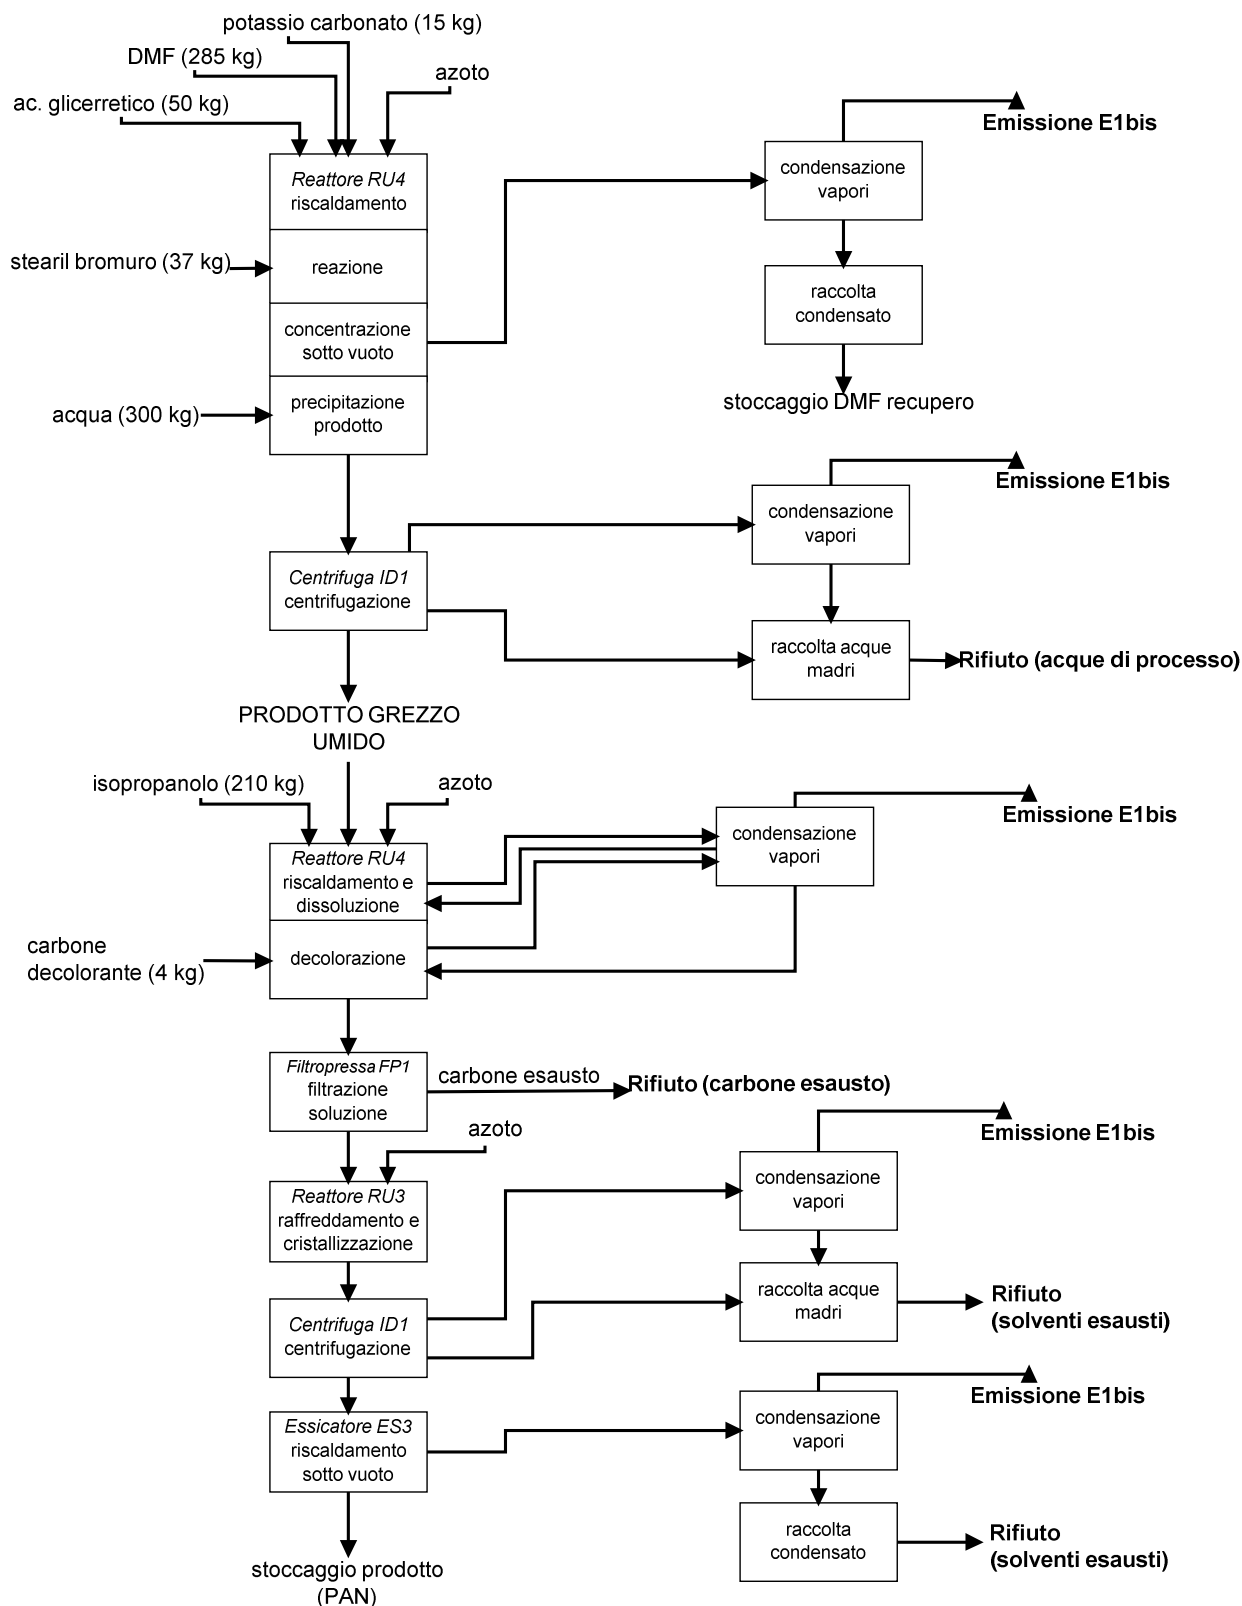 potassio carbonato (15 kg)
DMF (285 kg)
azoto
ac. glicerretico (50 kg)
Emissione E1bis
Reattore RU4
riscaldamento
condensazione
vapori
stearil bromuro (37 kg)
reazione
raccolta
condensato
concentrazione
sotto vuoto
stoccaggio DMF recupero
acqua (300 kg)
precipitazione
prodotto
Emissione E1bis
condensazione
vapori
Centrifuga ID1
centrifugazione
raccolta acque
madri
Rifiuto (acque di processo)
PRODOTTO GREZZO
UMIDO
isopropanolo (210 kg)
azoto
Emissione E1bis
condensazione
vapori
Reattore RU4
riscaldamento e
dissoluzione
carbone
decolorante (4 kg)
decolorazione
Filtropressa FP1
filtrazione
soluzione
carbone esausto
Rifiuto (carbone esausto)
azoto
Emissione E1bis
condensazione
vapori
Reattore RU3
raffreddamento e
cristallizzazione
raccolta acque
madri
Rifiuto
(solventi esausti)
Centrifuga ID1
centrifugazione
Emissione E1bis
condensazione
vapori
Essicatore ES3
riscaldamento
sotto vuoto
raccolta
condensato
Rifiuto
(solventi esausti)
stoccaggio prodotto
(PAN)